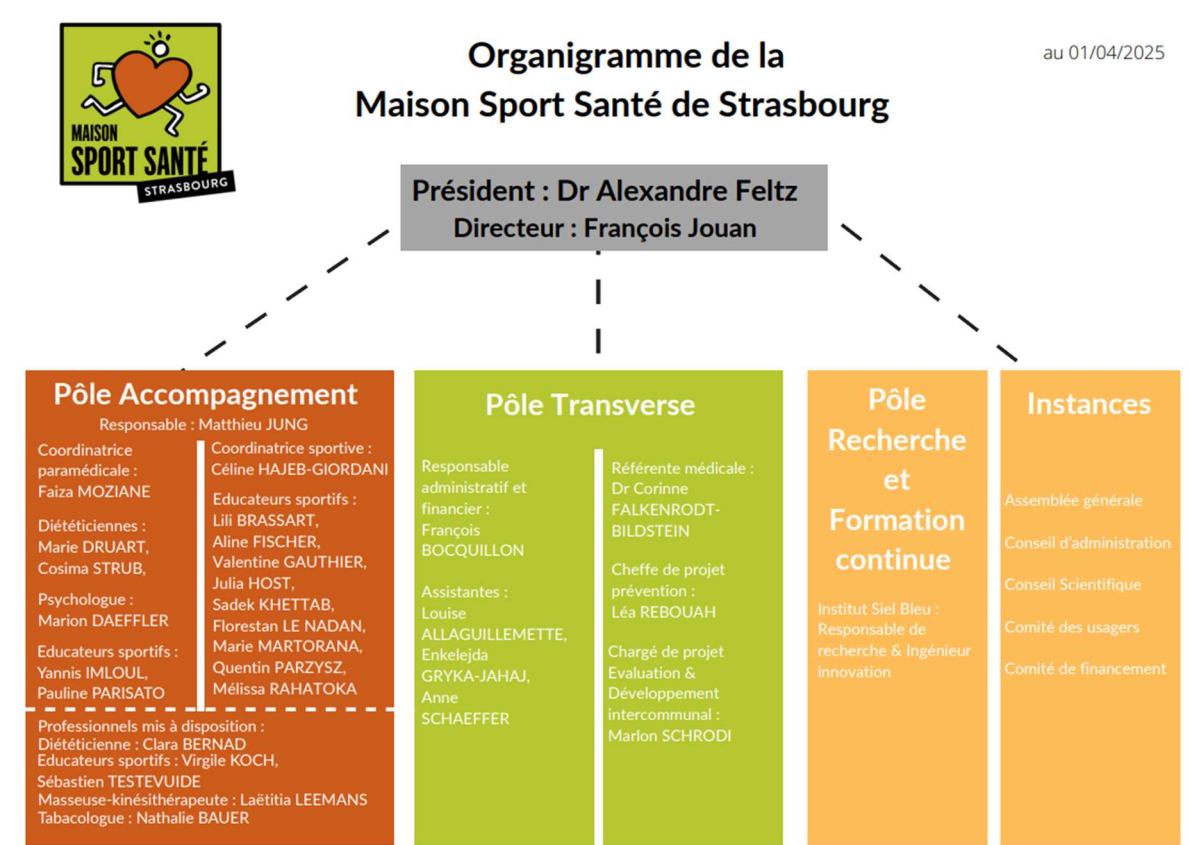 MAISON
SPORT SANTÉ
STRASBOURG
Organigramme de la
Maison Sport Santé de Strasbourg
au 01/04/2025
Président : Dr Alexandre Feltz
Directeur : François Jouan
Pôle Accompagnement
Responsable : Matthieu JUNG
Coordinatrice
paramédicale :
Faiza MOZIANE
Diététiciennes :
Marie DRUART,
Cosima STRUB,
Psychologue :
Marion DAEFFLER
Educateurs sportifs :
Yannis IMLOUL,
Pauline PARISATO
Coordinatrice sportive :
Céline HAJEB-GIORDANI
Educateurs sportifs :
Lili BRASSART,
Aline FISCHER,
Valentine GAUTHIER,
Julia HOST,
Sadek KHETTAB,
Florestan LE NADAN,
Marie MARTORANA,
Quentin PARZYSZ,
Mélissa RAHATOKA
Professionnels mis à disposition :
Diététicienne : Clara BERNAD
Educateurs sportifs : Virgile KOCH,
Sébastien TESTEVUIDE
Masseuse-kinésithérapeute : Laëtitia LEEMANS
Tabacologue : Nathalie BAUER
Pôle Transverse
Responsable
administratif et
financier :
François
BOCQUILLON
Assistantes :
Louise
ALLAGUILLEMETTE,
Enkelejda
GRYKA-JAHAJ,
Anne
SCHAEFFER
Référente médicale :
Dr Corinne
FALKENRODT-
BILDSTEIN
Cheffe de projet
prévention :
Léa REBOUAH
Chargé de projet
Evaluation &
Développement
intercommunal :
Marlon SCHRODI
Pôle
Recherche
et
Formation
continue
Institut Siel Bleu :
Responsable de
recherche & Ingénieur
innovation
Instances
Assemblée générale
Conseil d'administration
Conseil Scientifique
Comité des usagers
Comité de financement